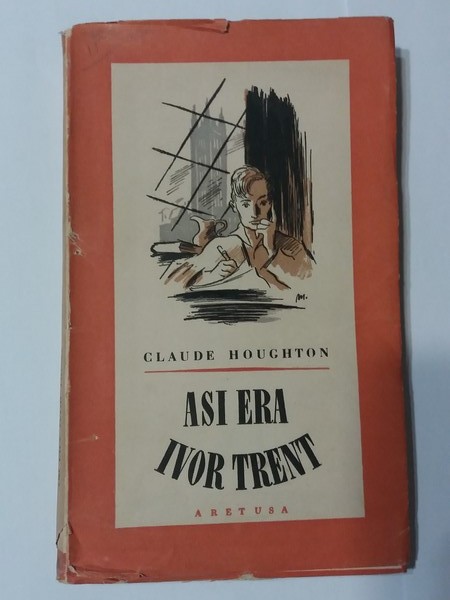 M.
CLAUDE HOUGHTON
ASI ERA
IVOR TRENT
ARETUSA